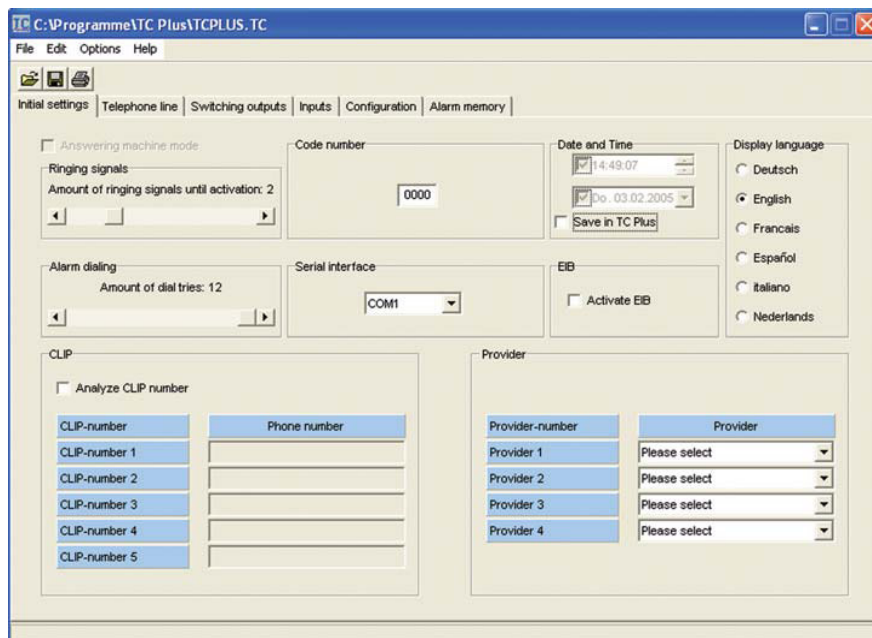 TC C:\Programme\TC Plus\TCPLUS.TC
File Edit Options Help
Initial settings Telephone line Switching outputs Inputs Configuration Alarm memory
Answering machine mode
Ringing signals
Amount of ringing signals until activation: 2
Code number
0000
Date and Time
14:49:07
Do. 03.02.2005
Save in TC Plus
Display language
Deutsch
English
Francais
Español
italiano
Nederlands
Alarm dialing
Amount of dial tries: 12
Serial interface
COM1
EIB
Activate EIB
CLIP
Analyze CLIP number
CLIP-number Phone number
CLIP-number 1
CLIP-number 2
CLIP-number 3
CLIP-number 4
CLIP-number 5
Provider
Provider-number Provider
Provider 1 Please select
Provider 2 Please select
Provider 3 Please select
Provider 4 Please select